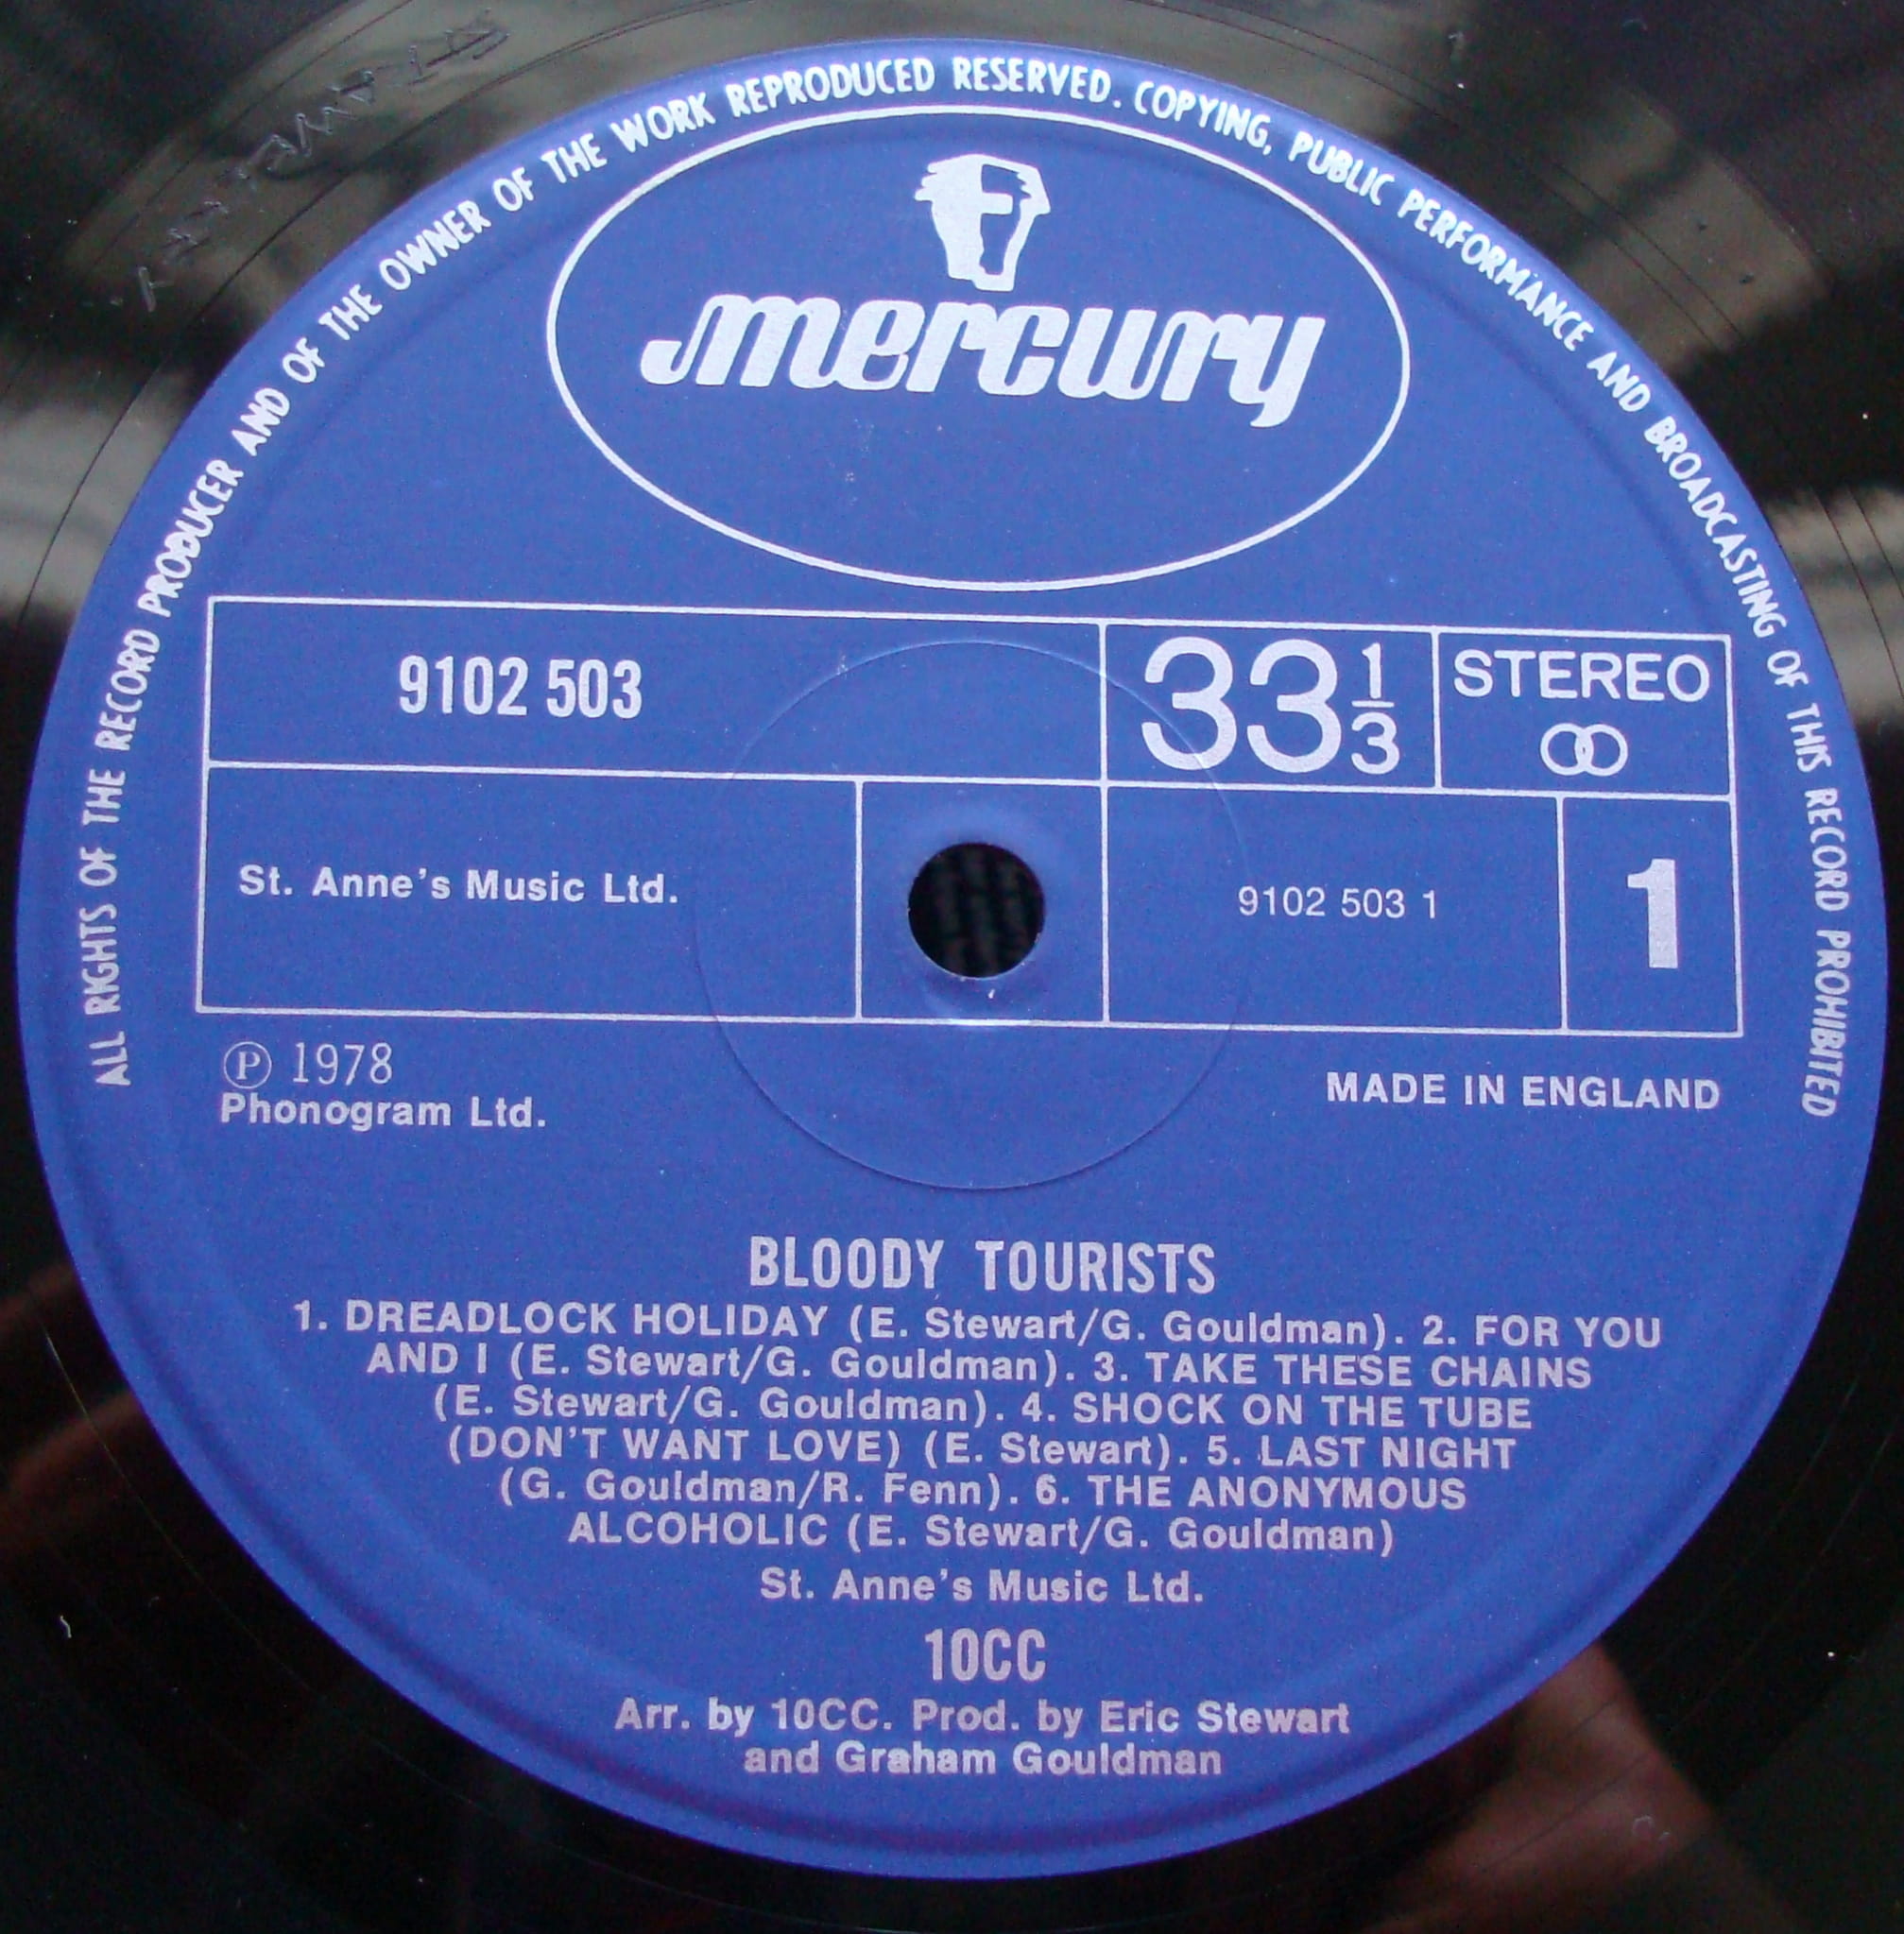 ALL RIGHTS OF THE RECORD PRODUCER AND OF THE OWNER OF THE WORK REPRODUCED RESERVED. COPYING, PUBLIC PERFORMANCE AND BROADCASTING OF THIS RECORD PROHIBITED
mercury
9102 503
33 1/3
STEREO
St. Anne's Music Ltd.
9102 503 1
1
Ⓟ 1978
Phonogram Ltd.
MADE IN ENGLAND
BLOODY TOURISTS
1. DREADLOCK HOLIDAY (E. Stewart/G. Gouldman). 2. FOR YOU
AND I (E. Stewart/G. Gouldman). 3. TAKE THESE CHAINS
(E. Stewart/G. Gouldman). 4. SHOCK ON THE TUBE
(DON'T WANT LOVE) (E. Stewart). 5. LAST NIGHT
(G. Gouldman/R. Fenn). 6. THE ANONYMOUS
ALCOHOLIC (E. Stewart/G. Gouldman)
St. Anne's Music Ltd.
10CC
Arr. by 10CC. Prod. by Eric Stewart
and Graham Gouldman